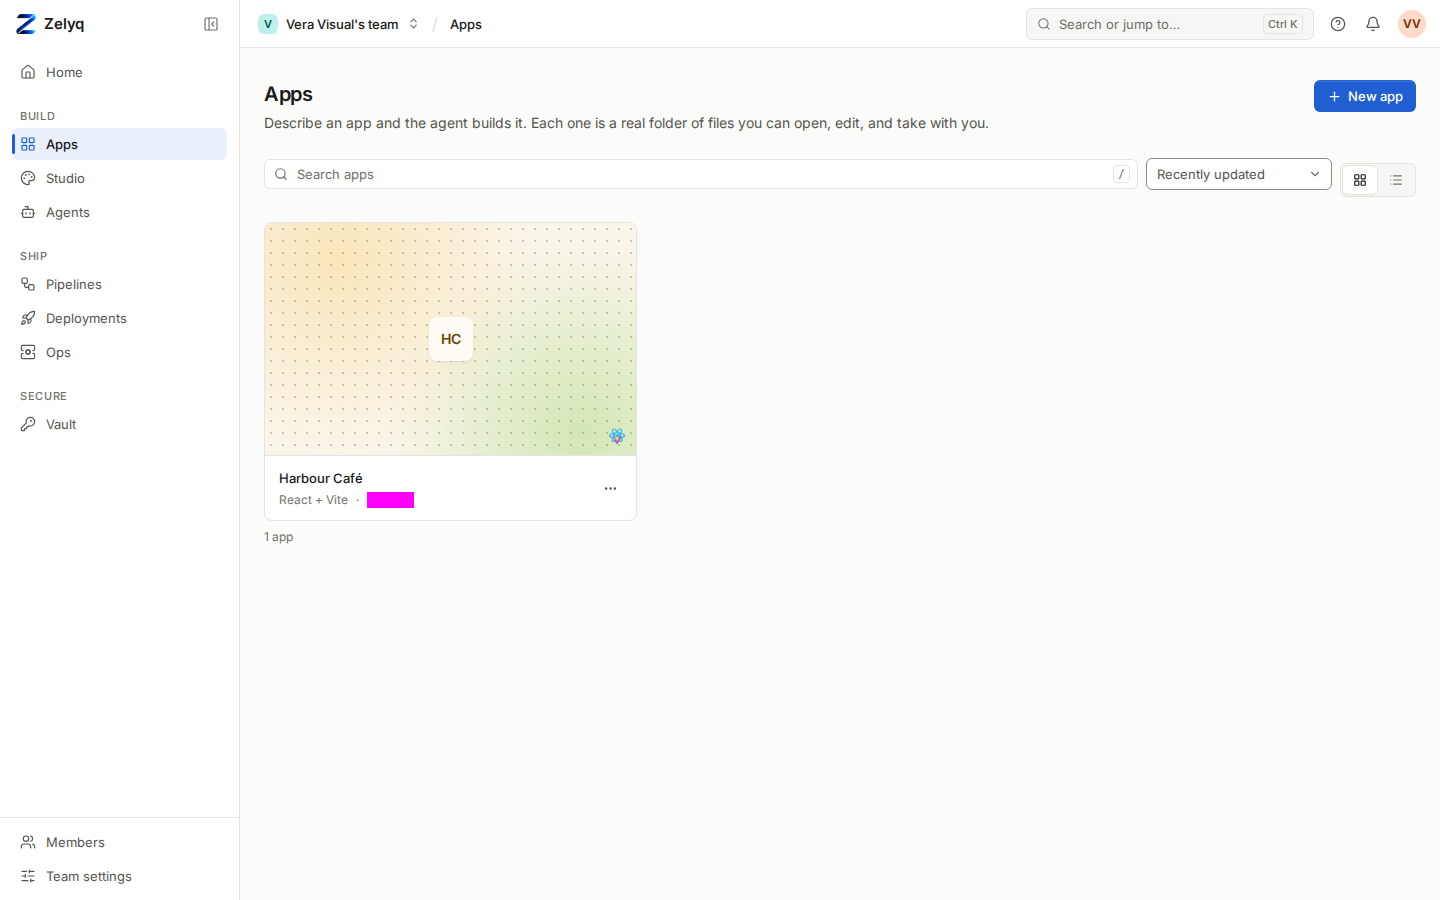 Zelyq
V Vera Visual's team / Apps
Search or jump to... Ctrl K
VV
Home
BUILD
Apps
Studio
Agents
SHIP
Pipelines
Deployments
Ops
SECURE
Vault
Members
Team settings
Apps
Describe an app and the agent builds it. Each one is a real folder of files you can open, edit, and take with you.
New app
Search apps /
Recently updated
HC
Harbour Café
React + Vite ·
1 app